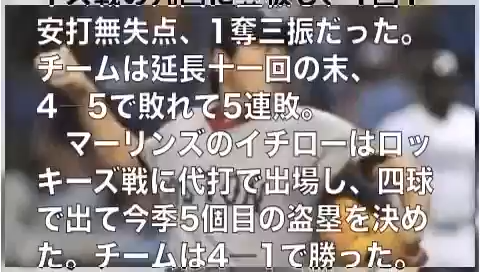 安打無失点、1奪三振だった。
チームは延長十一回の末、
4―5で敗れて5連敗。
　マーリンズのイチローはロッ
キーズ戦に代打で出場し、四球
で出て今季5個目の盗塁を決め
た。チームは4―1で勝った。